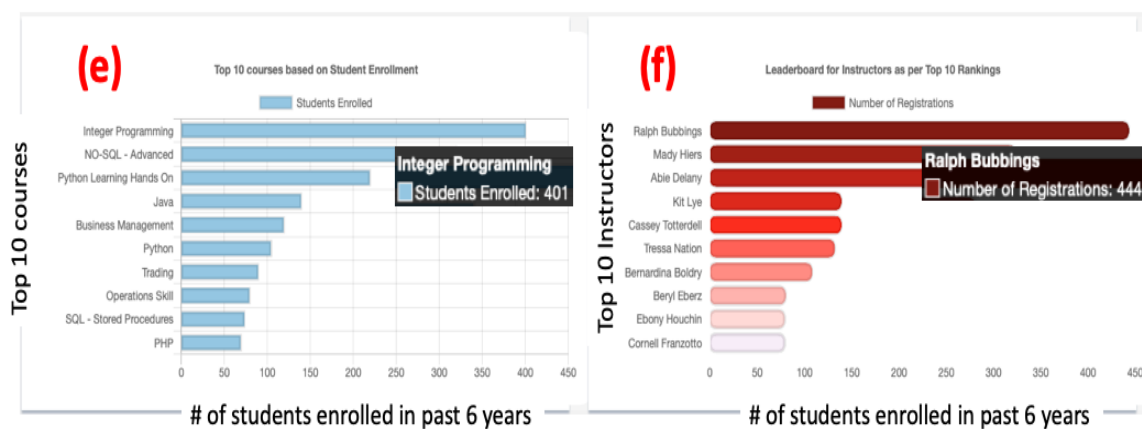 (e)
Top 10 courses based on Student Enrollment
Students Enrolled
Top 10 courses
Integer Programming
NO-SQL - Advanced
Python Learning Hands On
Java
Business Management
Python
Trading
Operations Skill
SQL - Stored Procedures
PHP
Integer Programming
Students Enrolled: 401
0 50 100 150 200 250 300 350 400 450
# of students enrolled in past 6 years
(f)
Leaderboard for Instructors as per Top 10 Rankings
Number of Registrations
Top 10 Instructors
Ralph Bubbings
Mady Hiers
Abie Delany
Kit Lye
Cassey Totterdell
Tressa Nation
Bernardina Boldry
Beryl Eberz
Ebony Houchin
Cornell Franzotto
Ralph Bubbings
Number of Registrations: 444
0 50 100 150 200 250 300 350 400 450
# of students enrolled in past 6 years